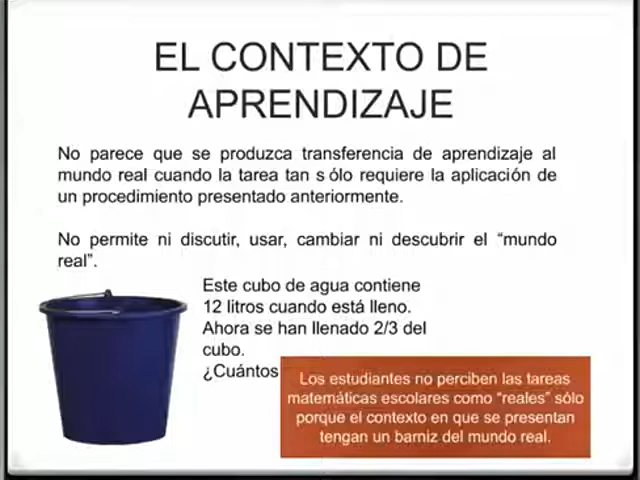 EL CONTEXTO DE
APRENDIZAJE
No parece que se produzca transferencia de aprendizaje al
mundo real cuando la tarea tan s ólo requiere la aplicación de
un procedimiento presentado anteriormente.
No permite ni discutir, usar, cambiar ni descubrir el “mundo
real”.
Este cubo de agua contiene
12 litros cuando está lleno.
Ahora se han llenado 2/3 del
cubo.
¿Cuántos
Los estudiantes no perciben las tareas
matemáticas escolares como “reales” sólo
porque el contexto en que se presentan
tengan un barniz del mundo real.